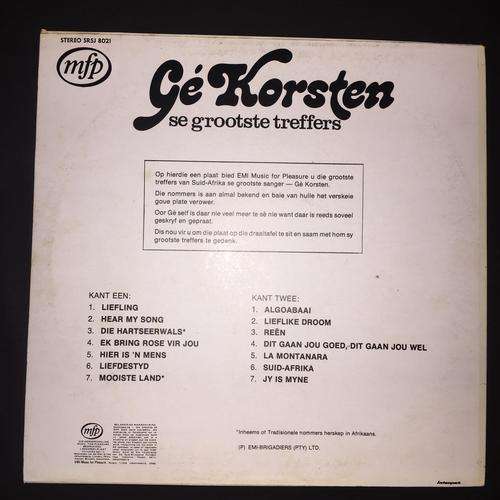 STEREO SRSJ 8021
mfp
Gé Korsten
se grootste treffers
Op hierdie een plaat bied EMI Music for Pleasure u die grootste
treffers van Suid-Afrika se grootste sanger — Gé Korsten.
Die nommers is aan almal bekend en baie van hulle het verskeie
goue plate verower.
Oor Gé self is daar nie veel meer te sê nie want daar is reeds soveel
geskryf en gepraat.
Dis nou vir u om die plaat op die draaitafel te sit en saam met hom sy
grootste treffers te gedenk.
KANT EEN:
1. LIEFLING
2. HEAR MY SONG
3. DIE HARTSEERWALS*
4. EK BRING ROSE VIR JOU
5. HIER IS 'N MENS
6. LIEFDESTYD
7. MOOISTE LAND*
KANT TWEE:
1. ALGOABAAI
2. LIEFLIKE DROOM
3. REËN
4. DIT GAAN JOU GOED, DIT GAAN JOU WEL
5. LA MONTANARA
6. SUID-AFRIKA
7. JY IS MYNE
mfp
*Inheems of Tradisionele nommers herskep in Afrikaans.
(P) EMI-BRIGADIERS (PTY) LTD.